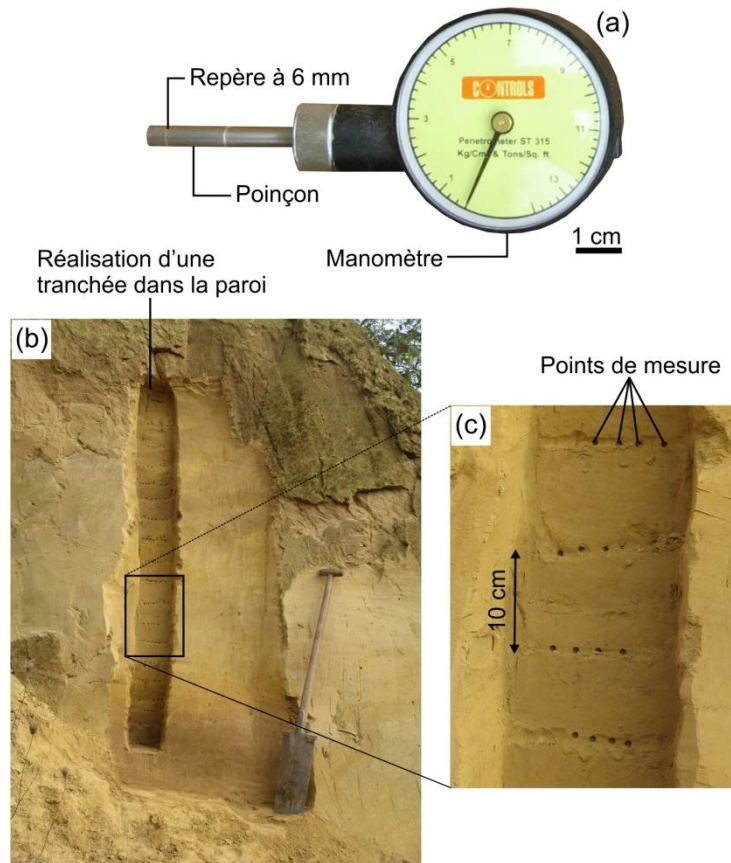 (a)
Repère à 6 mm
Poinçon
7
5
9
CONTROLS
3
11
Penetrometer ST 315
Kg/Cm² & Tons/Sq. ft.
1
13
Manomètre
1 cm
Réalisation d’une
tranchée dans la paroi
(b)
Points de mesure
(c)
10 cm